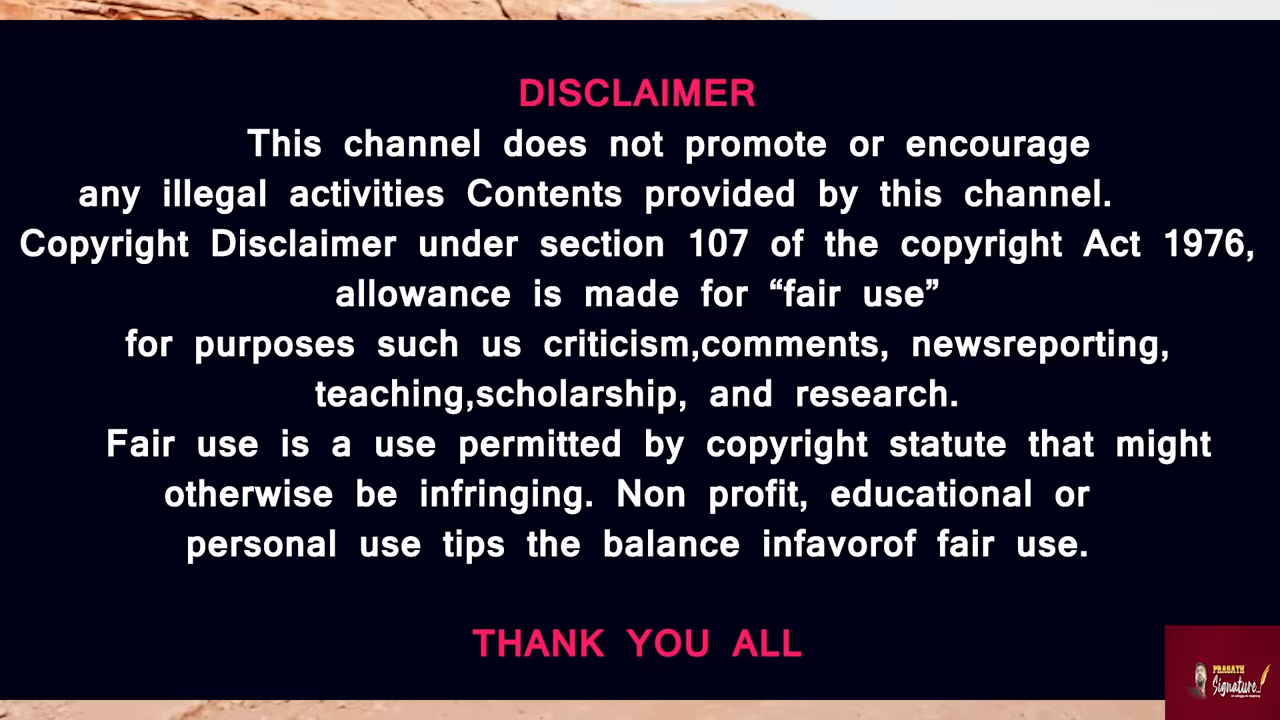 DISCLAIMER
This channel does not promote or encourage
any illegal activities Contents provided by this channel.
Copyright Disclaimer under section 107 of the copyright Act 1976,
allowance is made for “fair use”
for purposes such us criticism,comments, newsreporting,
teaching,scholarship, and research.
Fair use is a use permitted by copyright statute that might
otherwise be infringing. Non profit, educational or
personal use tips the balance infavorof fair use.
THANK YOU ALL
PRASATH
Signature